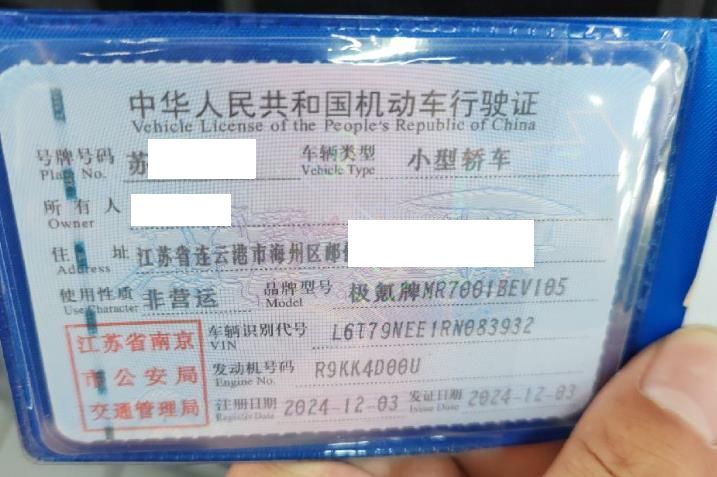 中华人民共和国机动车行驶证
Vehicle License of the People's Republic of China
号牌号码 苏 车辆类型 小型轿车
Plate No. Vehicle Type
所有人
Owner
住址 江苏省连云港市海州区邮
Address
使用性质 非营运 品牌型号 极氪牌MR7001BEV105
Use Character Model
江苏省南京
市公安局
交通管理局
车辆识别代号 L6T79NEE1RN083932
VIN
发动机号码 R9KK4D00U
Engine No.
注册日期 2024-12-03 发证日期 2024-12-03
Register Date Issue Date